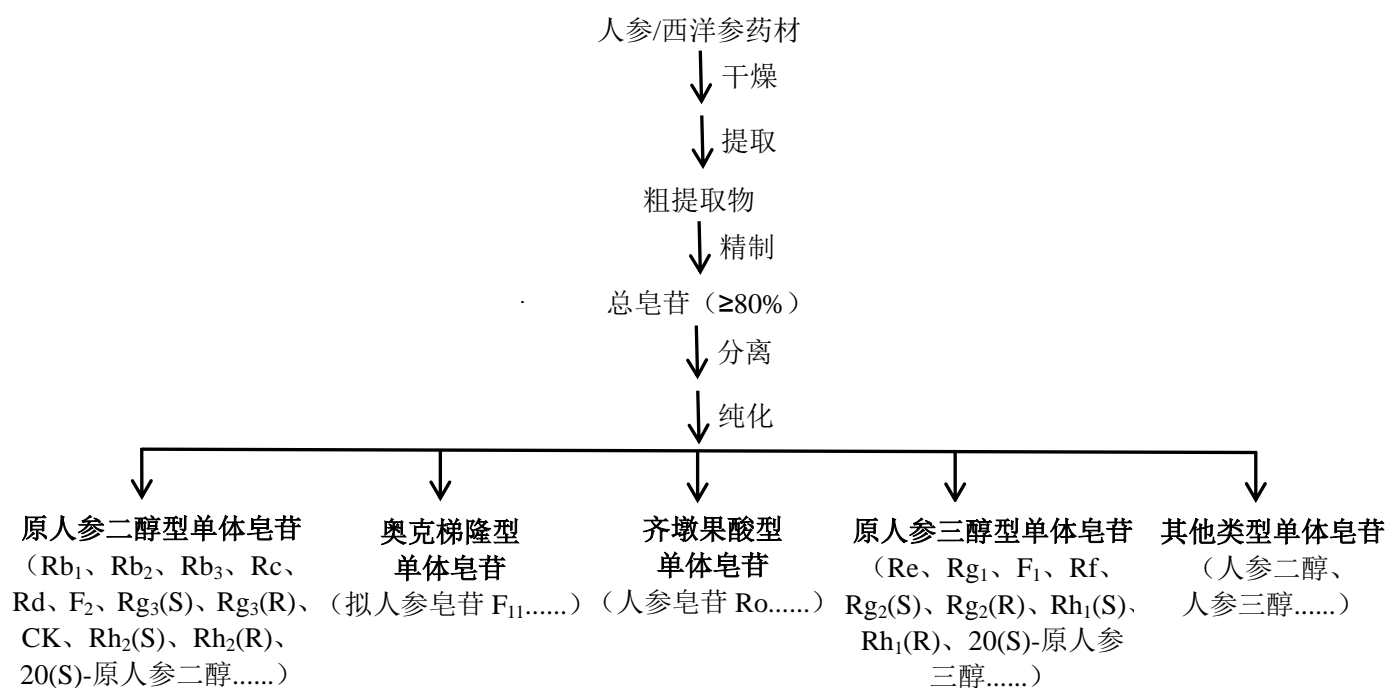 人参/西洋参药材
干燥
提取
粗提取物
精制
总皂苷（≥80%）
分离
纯化
原人参二醇型单体皂苷
（Rb₁、Rb₂、Rb₃、Rc、
Rd、F₂、Rg₃(S)、Rg₃(R)、
CK、Rh₂(S)、Rh₂(R)、
20(S)-原人参二醇......）
奥克梯隆型
单体皂苷
（拟人参皂苷 F₁₁......）
齐墩果酸型
单体皂苷
（人参皂苷 Ro......）
原人参三醇型单体皂苷
（Re、Rg₁、F₁、Rf、
Rg₂(S)、Rg₂(R)、Rh₁(S)、
Rh₁(R)、20(S)-原人参
三醇......）
其他类型单体皂苷
（人参二醇、
人参三醇......）